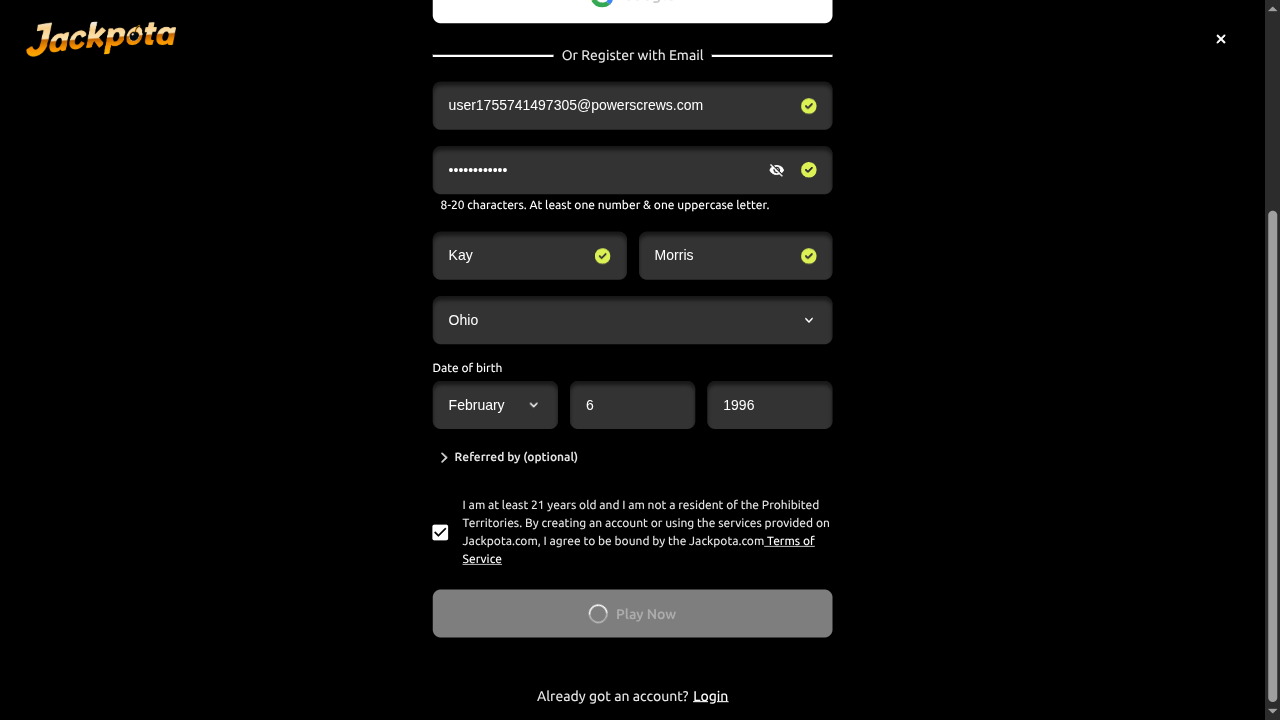 Jackpota
Or Register with Email
user1755741497305@powerscrews.com
••••••••••••
8-20 characters. At least one number & one uppercase letter.
Kay
Morris
Ohio
Date of birth
February
6
1996
Referred by (optional)
I am at least 21 years old and I am not a resident of the Prohibited
Territories. By creating an account or using the services provided on
Jackpota.com, I agree to be bound by the Jackpota.com Terms of
Service
Play Now
Already got an account? Login